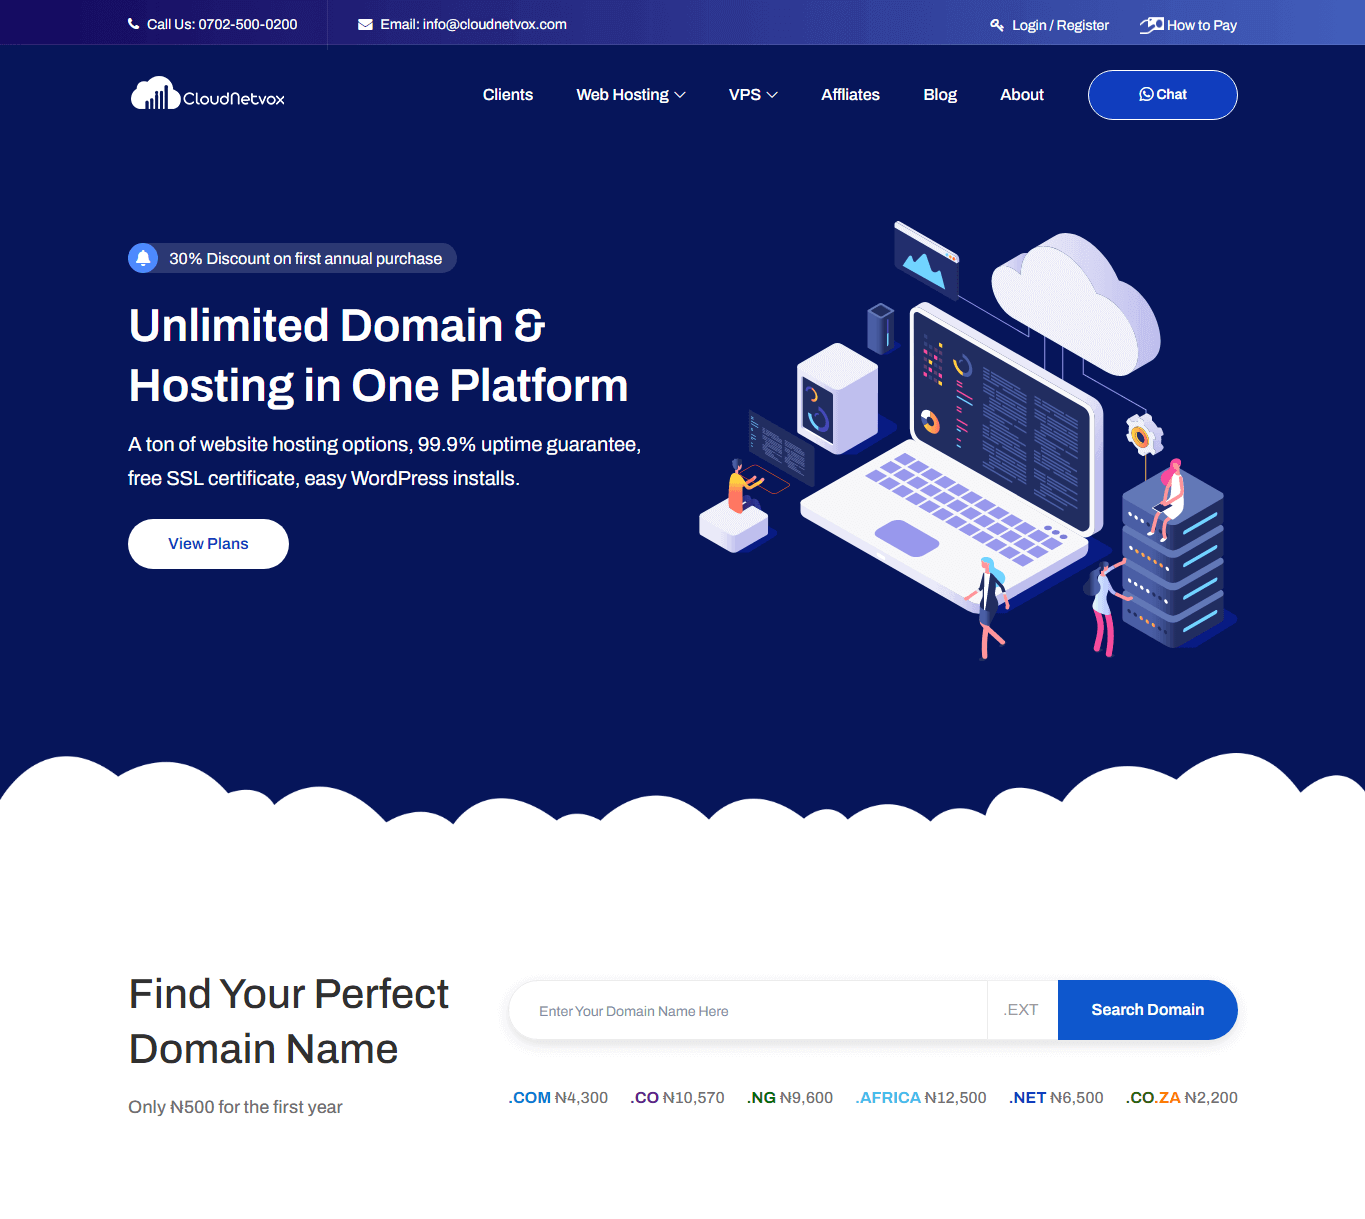 Call Us: 0702-500-0200
Email: info@cloudnetvox.com
Login / Register
How to Pay
CloudNetvox
Clients
Web Hosting
VPS
Affliates
Blog
About
Chat
30% Discount on first annual purchase
Unlimited Domain &
Hosting in One Platform
A ton of website hosting options, 99.9% uptime guarantee,
free SSL certificate, easy WordPress installs.
View Plans
Find Your Perfect
Domain Name
Only ₦500 for the first year
Enter Your Domain Name Here
.EXT
Search Domain
.COM ₦4,300
.CO ₦10,570
.NG ₦9,600
.AFRICA ₦12,500
.NET ₦6,500
.CO.ZA ₦2,200